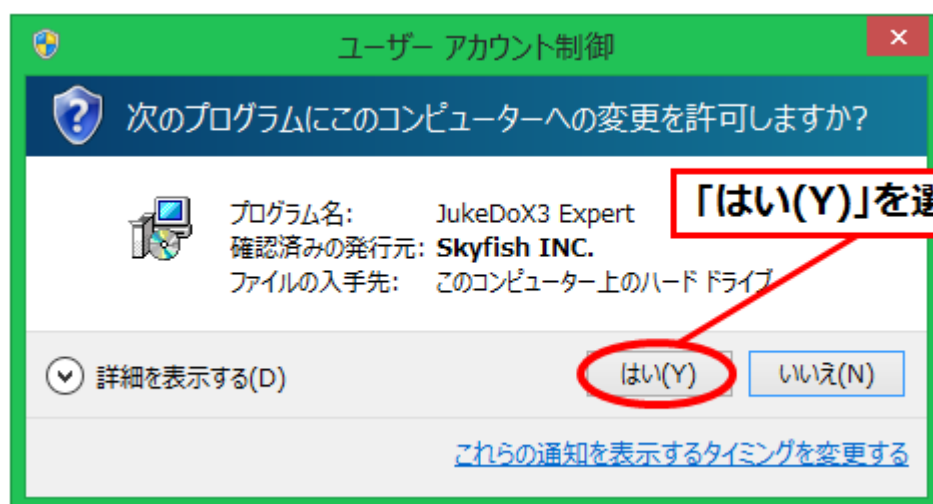 ユーザー アカウント制御
次のプログラムにこのコンピューターへの変更を許可しますか?
「はい(Y)」を選
プログラム名: JukeDoX3 Expert
確認済みの発行元: Skyfish INC.
ファイルの入手先: このコンピューター上のハード ドライブ
詳細を表示する(D)
はい(Y)
いいえ(N)
これらの通知を表示するタイミングを変更する